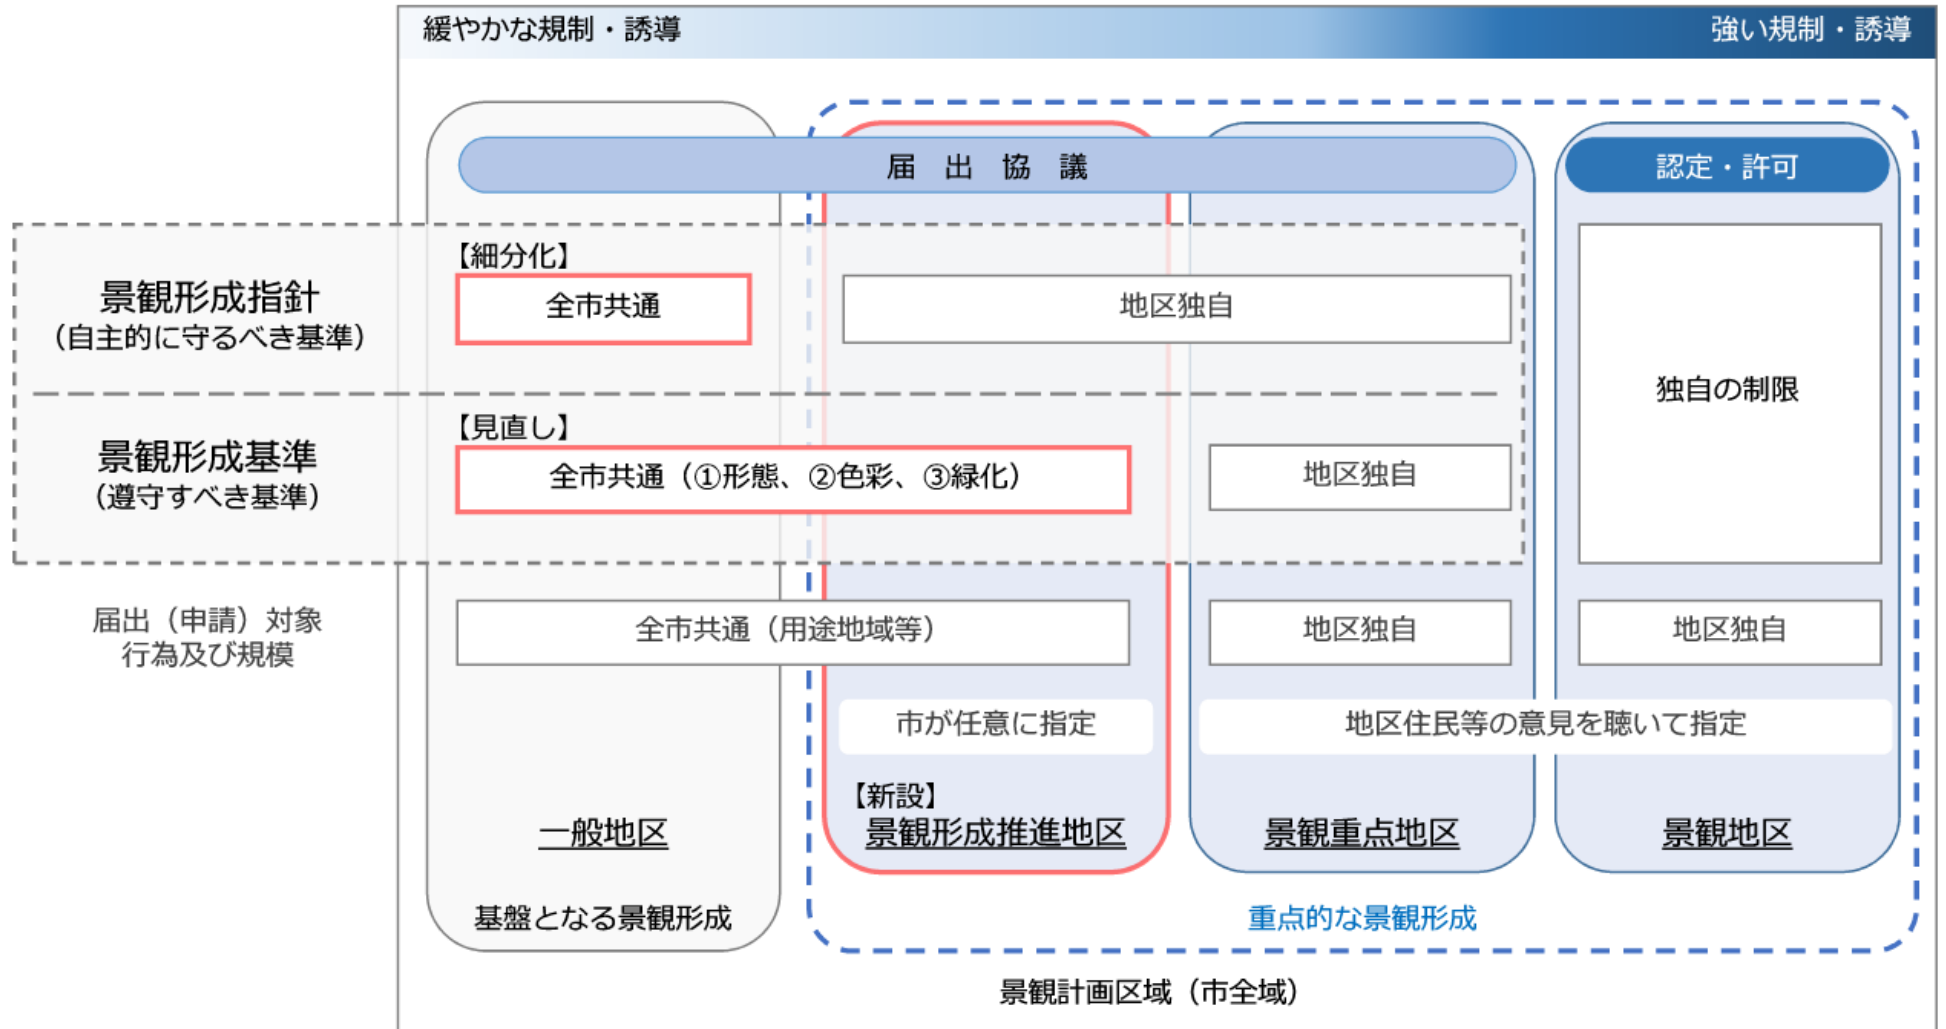 緩やかな規制・誘導
強い規制・誘導
届出協議
認定・許可
【細分化】
景観形成指針
（自主的に守るべき基準）
全市共通
地区独自
独自の制限
【見直し】
景観形成基準
（遵守すべき基準）
全市共通（①形態、②色彩、③緑化）
地区独自
届出（申請）対象
行為及び規模
全市共通（用途地域等）
地区独自
地区独自
市が任意に指定
地区住民等の意見を聴いて指定
【新設】
一般地区
景観形成推進地区
景観重点地区
景観地区
基盤となる景観形成
重点的な景観形成
景観計画区域（市全域）